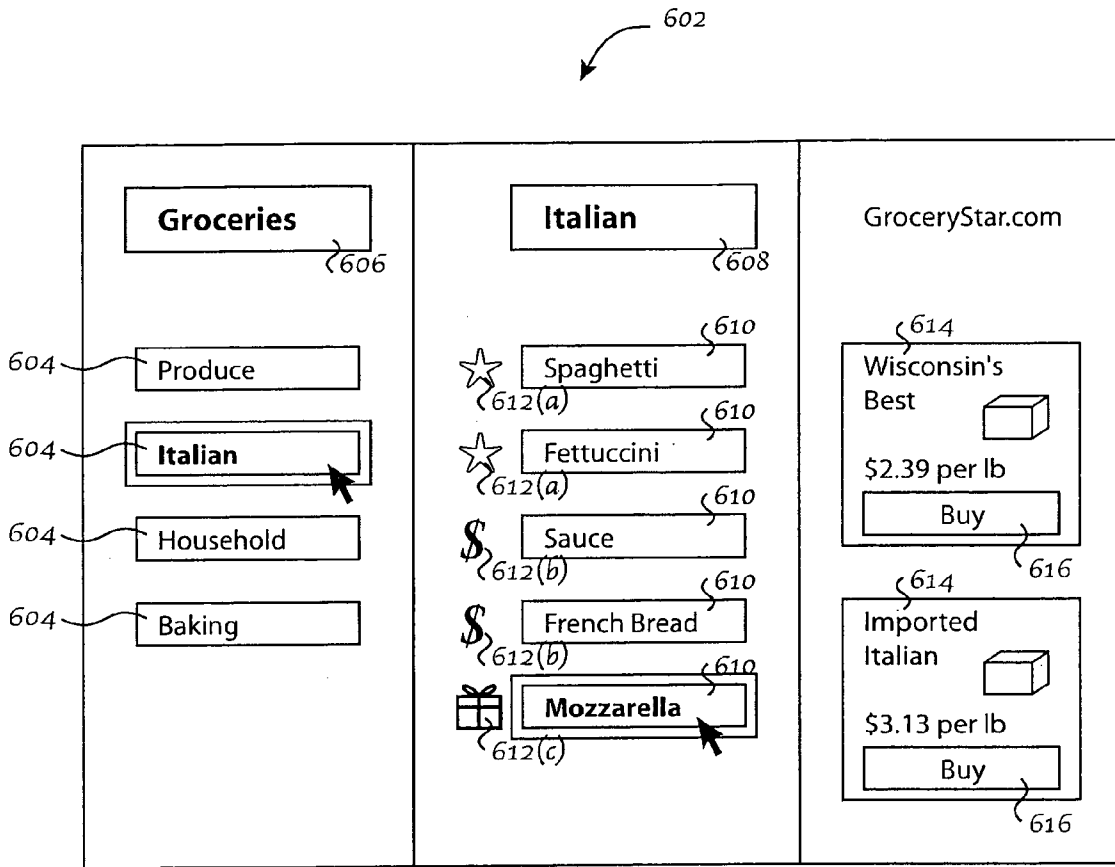 602
Groceries
606
604
Produce
604
Italian
604
Household
604
Baking
Italian
608
610
Spaghetti
612(a)
610
Fettuccini
612(a)
610
Sauce
$
612(b)
610
French Bread
$
612(b)
610
Mozzarella
612(c)
GroceryStar.com
614
Wisconsin's
Best
$2.39 per lb
Buy
616
614
Imported
Italian
$3.13 per lb
Buy
616